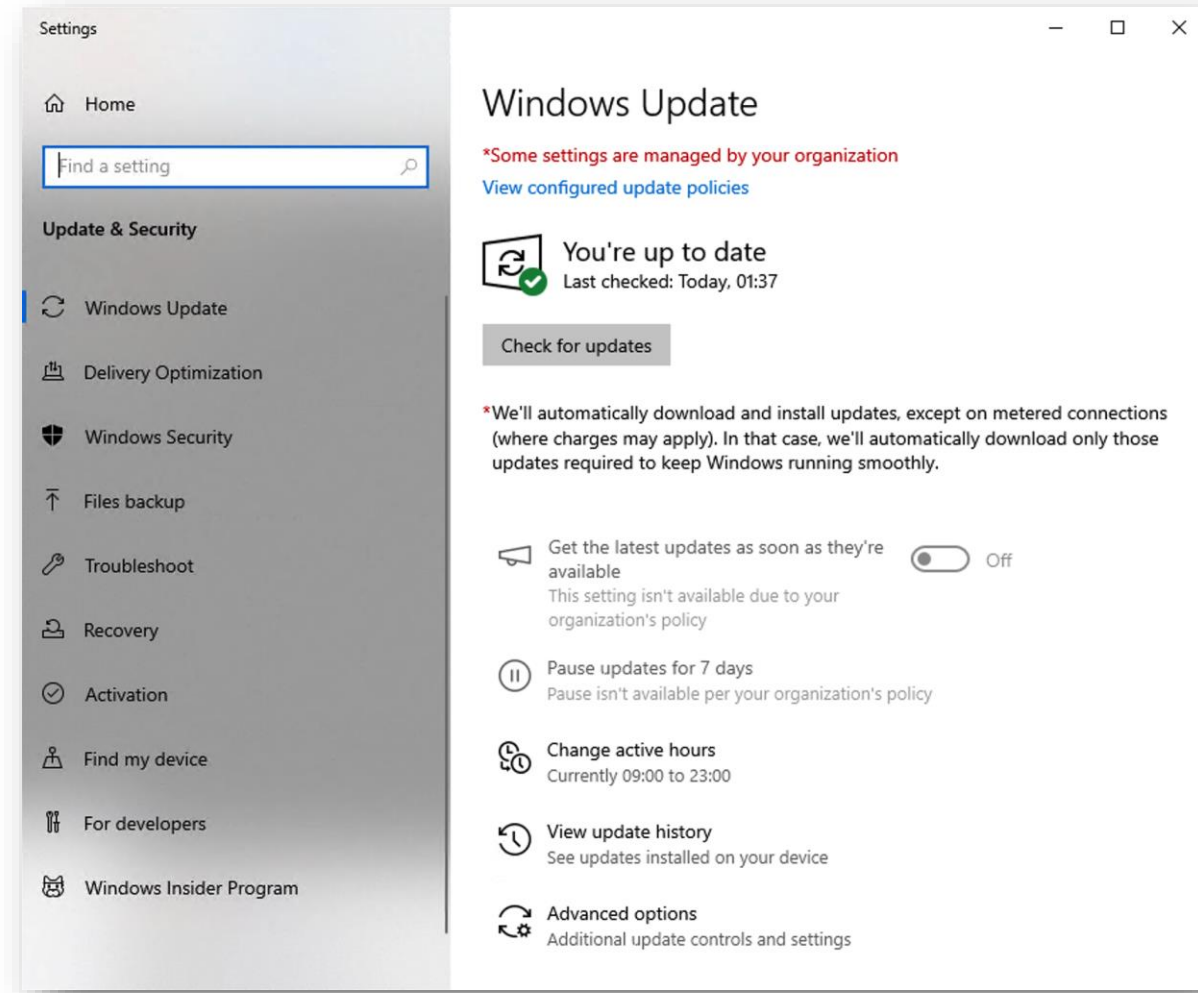 Settings
Home
Find a setting
Update & Security
Windows Update
Delivery Optimization
Windows Security
Files backup
Troubleshoot
Recovery
Activation
Find my device
For developers
Windows Insider Program
Windows Update
*Some settings are managed by your organization
View configured update policies
You're up to date
Last checked: Today, 01:37
Check for updates
*We'll automatically download and install updates, except on metered connections
(where charges may apply). In that case, we'll automatically download only those
updates required to keep Windows running smoothly.
Get the latest updates as soon as they're
available
Off
This setting isn't available due to your
organization's policy
Pause updates for 7 days
Pause isn't available per your organization's policy
Change active hours
Currently 09:00 to 23:00
View update history
See updates installed on your device
Advanced options
Additional update controls and settings